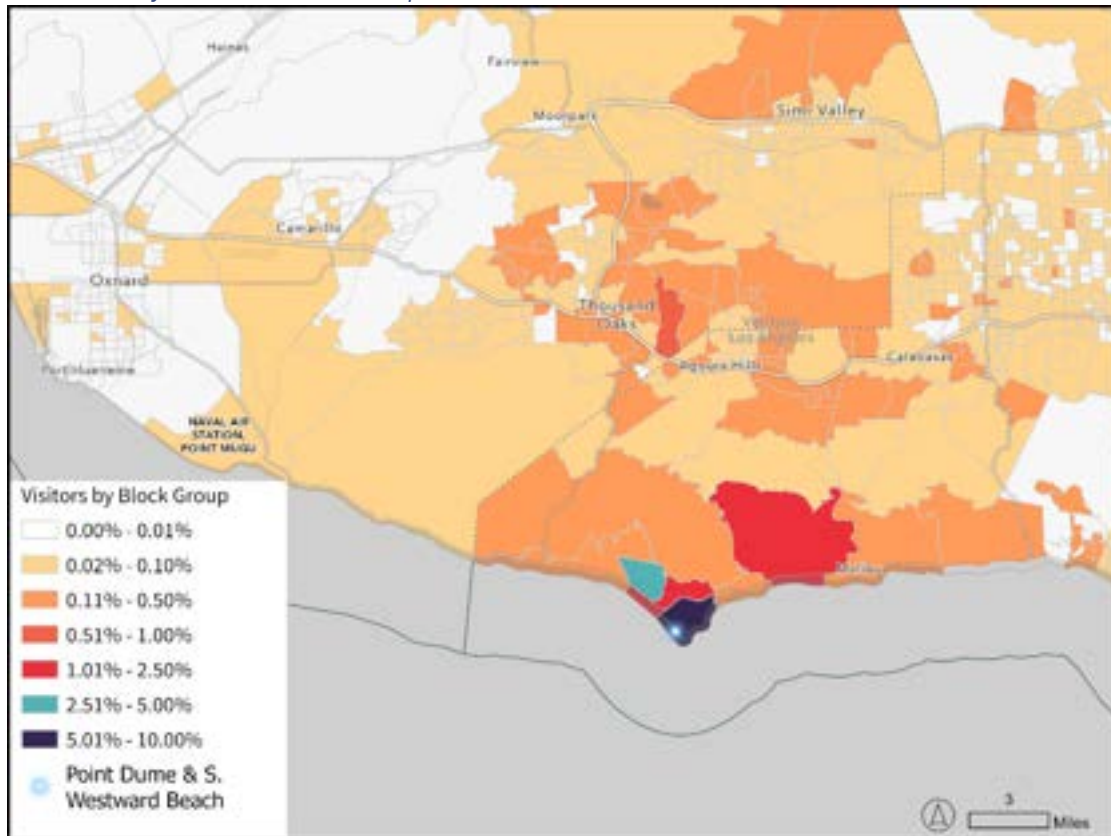 Haines
Fairview
Moorpark
Simi Valley
Camarillo
Oxnard
Thousand
Oaks
Los Angeles
Agoura Hills
Calabasas
Port Hueneme
NAVAL AIR
STATION
POINT MUGU
Malibu
Visitors by Block Group
0.00% - 0.01%
0.02% - 0.10%
0.11% - 0.50%
0.51% - 1.00%
1.01% - 2.50%
2.51% - 5.00%
5.01% - 10.00%
Point Dume & S.
Westward Beach
3
Miles